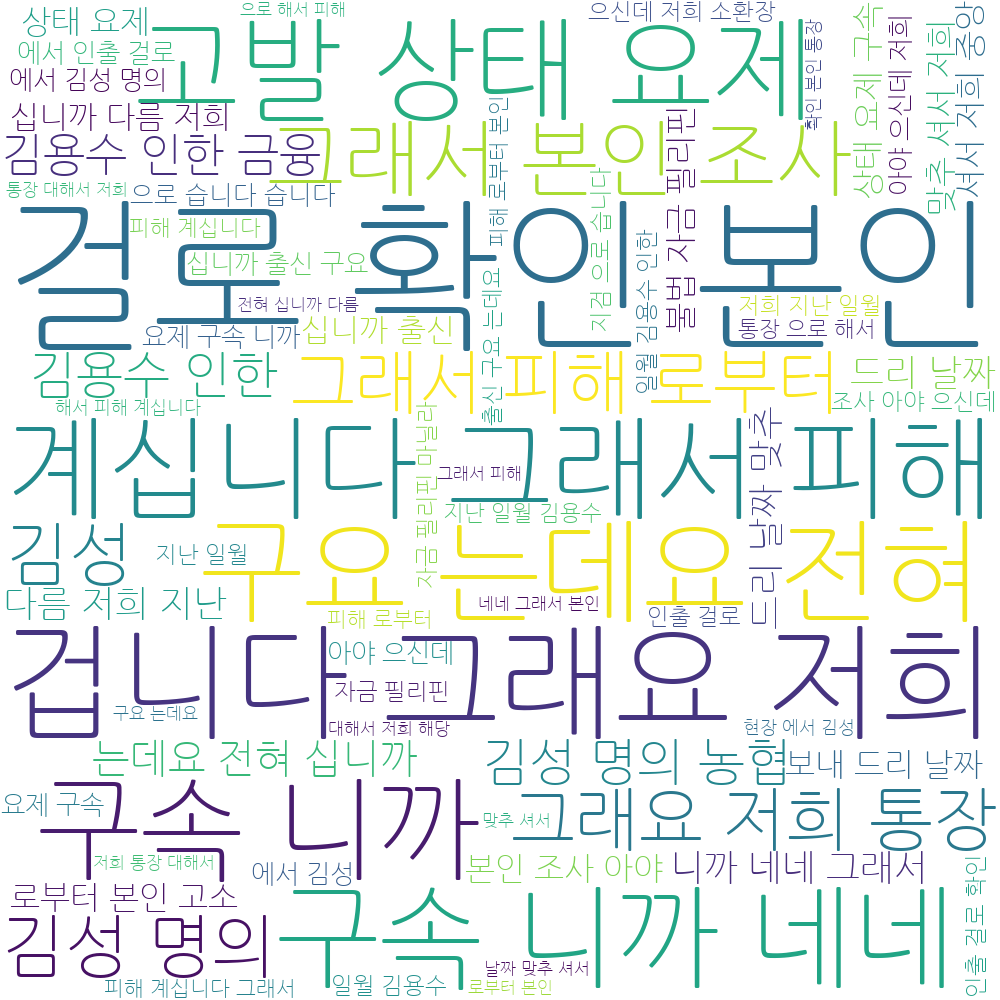 으로 해서 피해
상태 요제
고발 상태 요제
으신데 저희 소환장
에서 인출 걸로
에서 김성 명의
십니까 다름 저희
김용수 인한 금융
그래서 본인 조사
통장 대해서 저희
으로 습니다 습니다
확인 본인 통장
로부터 본인
피해 로부터 본인
불법 자금 필리핀
상태 요제 구속
아야 으신데 저희
맞추 셔서 저희
셔서 저희 중앙
걸로 확인 본인
피해 계십니다
십니까 출신 구요
전혀 십니까 다름
요제 구속 니까
십니까 출신
출신 구요 는데요
지검 으로 습니다
일월 김용수 인한
저희 지난 일월
통장 으로 해서
김용수 인한
그래서 피해 로부터
드리 날짜
해서 피해 계십니다
조사 아야 으신데
계십니다 그래서 피해
자금 필리핀 마닐라
그래서 피해
지난 일월 김용수
드리 날짜 맞추
김성
지난 일월
구요 는데요 전혀
다름 저희 지난
네네 그래서 본인
피해 로부터
인출 걸로
겁니다 그래요 저희
아야 으신데
자금 필리핀
구요 는데요
대해서 저희 해당
현장 에서 김성
는데요 전혀 십니까
김성 명의 농협
보내 드리 날짜
요제 구속
구속 니까
그래요 저희 통장
맞추 셔서
저희 통장 대해서
에서 김성
본인 조사 아야
니까 네네 그래서
로부터 본인 고소
김성 명의
구속 니까 네네
인출 걸로 확인
날짜 맞추 셔서
피해 계십니다 그래서
일월 김용수
로부터 본인